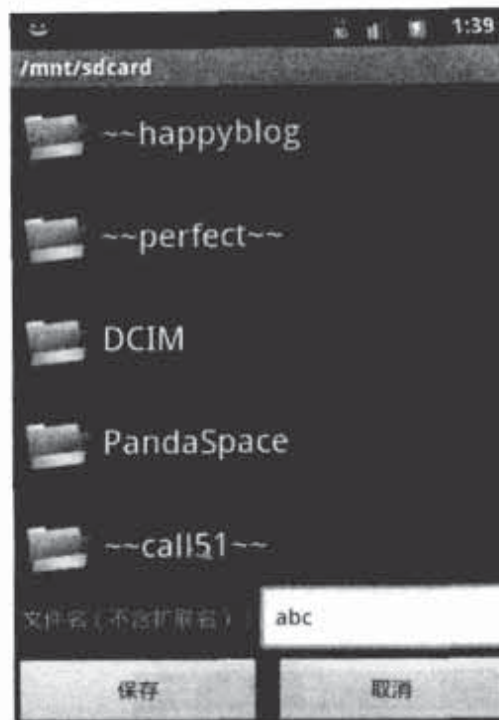 1:39
/mnt/sdcard
~~happyblog
~~perfect~~
DCIM
PandaSpace
~~call51~~
文件名（不含扩展名）：
abc
保存
取消